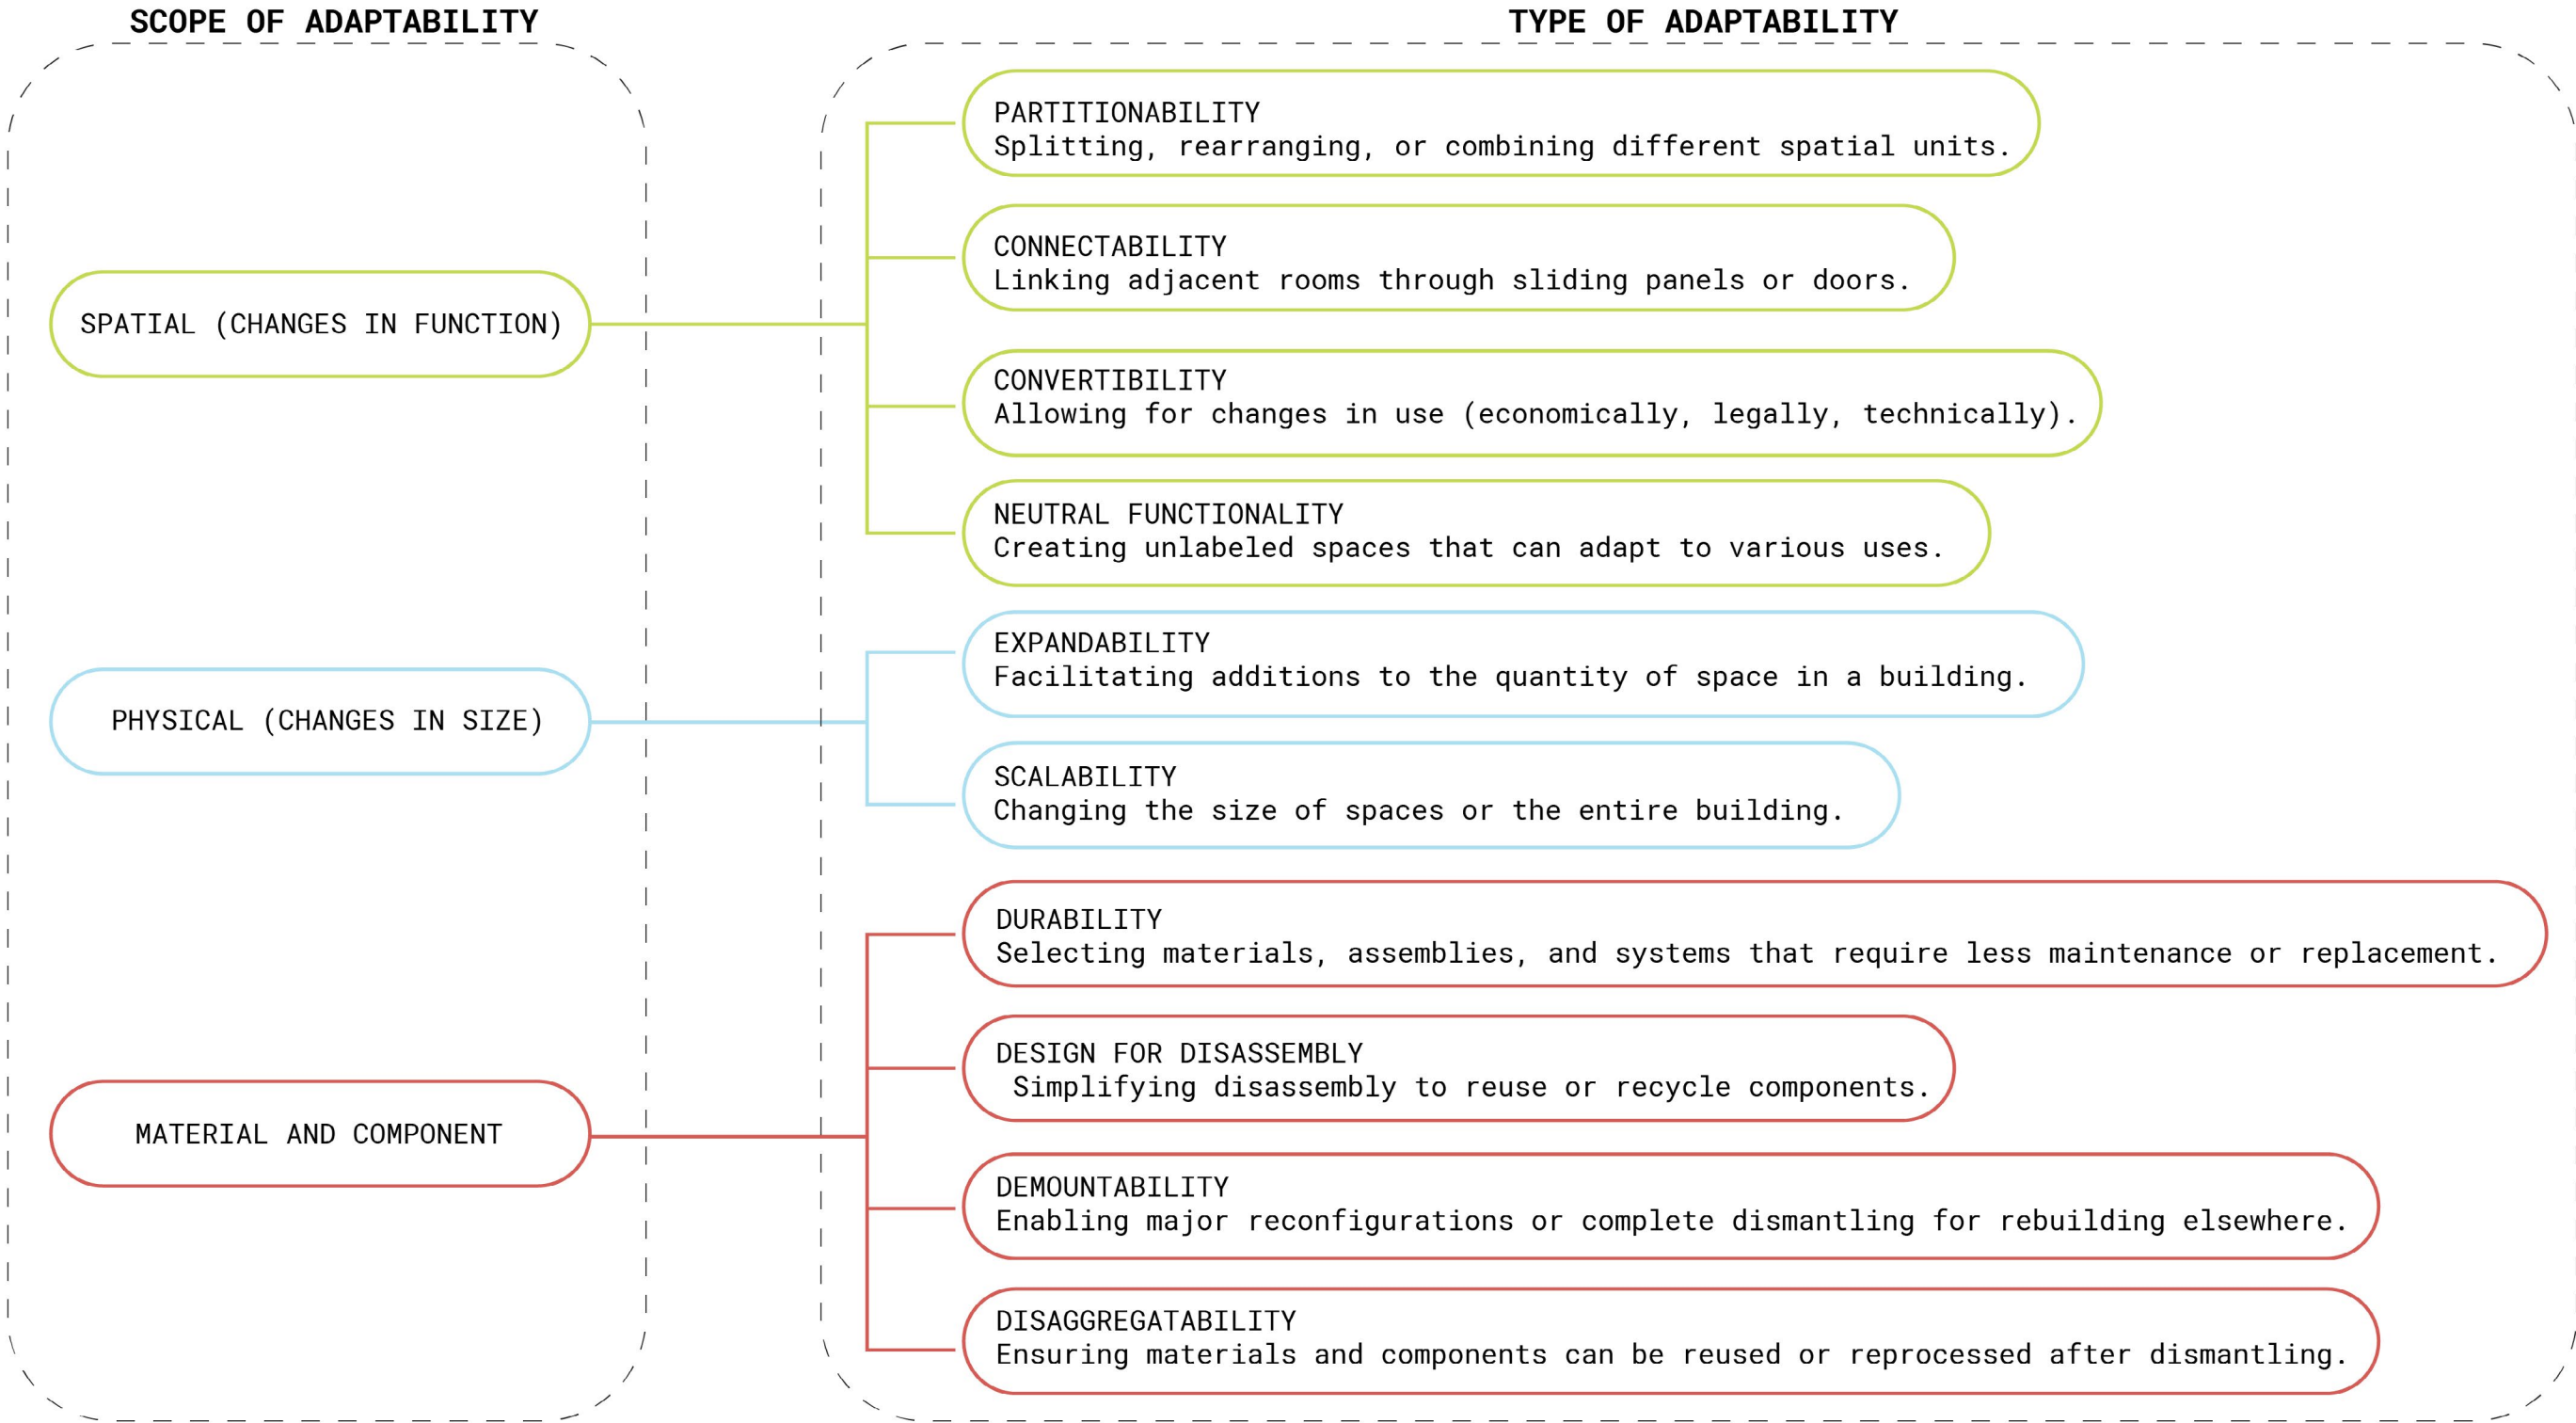 SCOPE OF ADAPTABILITY
SPATIAL (CHANGES IN FUNCTION)
PHYSICAL (CHANGES IN SIZE)
MATERIAL AND COMPONENT
TYPE OF ADAPTABILITY
PARTITIONABILITY
Splitting, rearranging, or combining different spatial units.
CONNECTABILITY
Linking adjacent rooms through sliding panels or doors.
CONVERTIBILITY
Allowing for changes in use (economically, legally, technically).
NEUTRAL FUNCTIONALITY
Creating unlabeled spaces that can adapt to various uses.
EXPANDABILITY
Facilitating additions to the quantity of space in a building.
SCALABILITY
Changing the size of spaces or the entire building.
DURABILITY
Selecting materials, assemblies, and systems that require less maintenance or replacement.
DESIGN FOR DISASSEMBLY
Simplifying disassembly to reuse or recycle components.
DEMOUNTABILITY
Enabling major reconfigurations or complete dismantling for rebuilding elsewhere.
DISAGGREGATABILITY
Ensuring materials and components can be reused or reprocessed after dismantling.